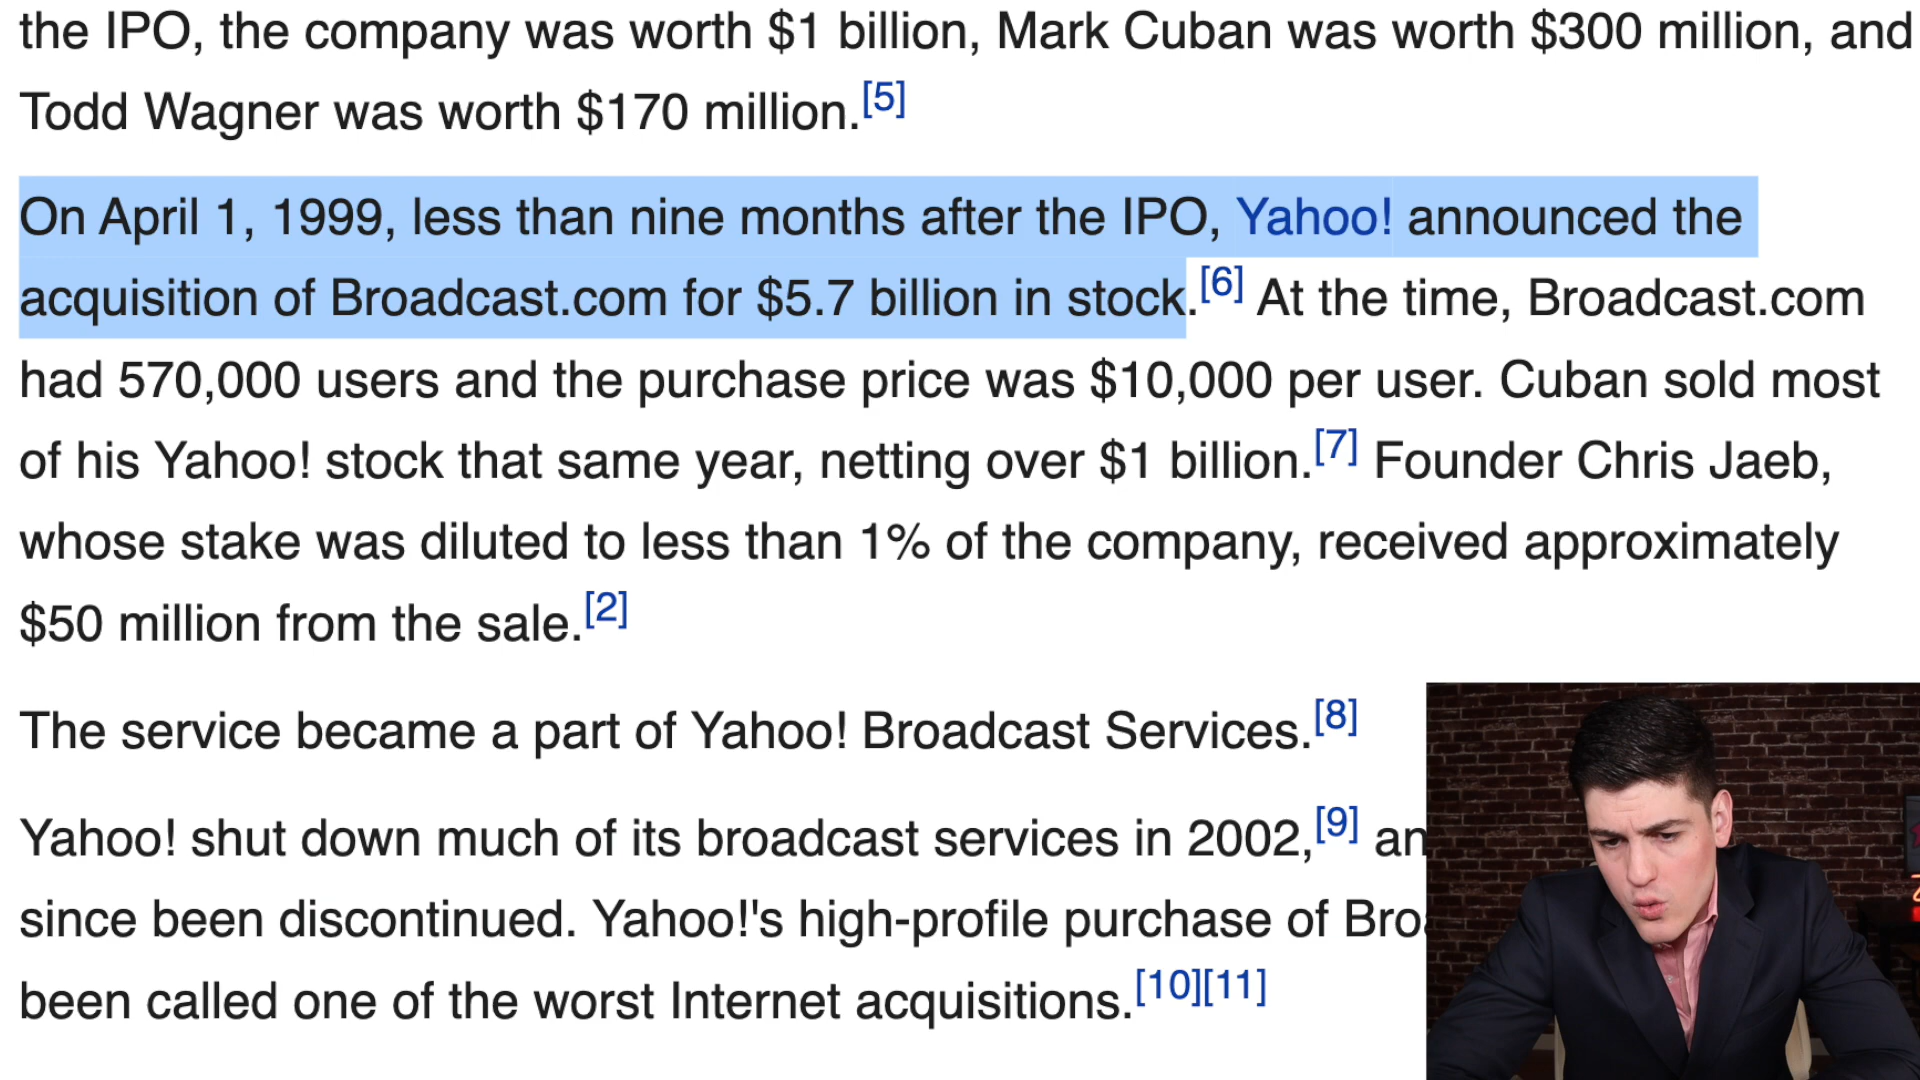 the IPO, the company was worth $1 billion, Mark Cuban was worth $300 million, and
Todd Wagner was worth $170 million.[5]
On April 1, 1999, less than nine months after the IPO, Yahoo! announced the
acquisition of Broadcast.com for $5.7 billion in stock.[6] At the time, Broadcast.com
had 570,000 users and the purchase price was $10,000 per user. Cuban sold most
of his Yahoo! stock that same year, netting over $1 billion.[7] Founder Chris Jaeb,
whose stake was diluted to less than 1% of the company, received approximately
$50 million from the sale.[2]
The service became a part of Yahoo! Broadcast Services.[8]
Yahoo! shut down much of its broadcast services in 2002,[9]
since been discontinued. Yahoo!'s high-profile purchase of
been called one of the worst Internet acquisitions.[10][11]